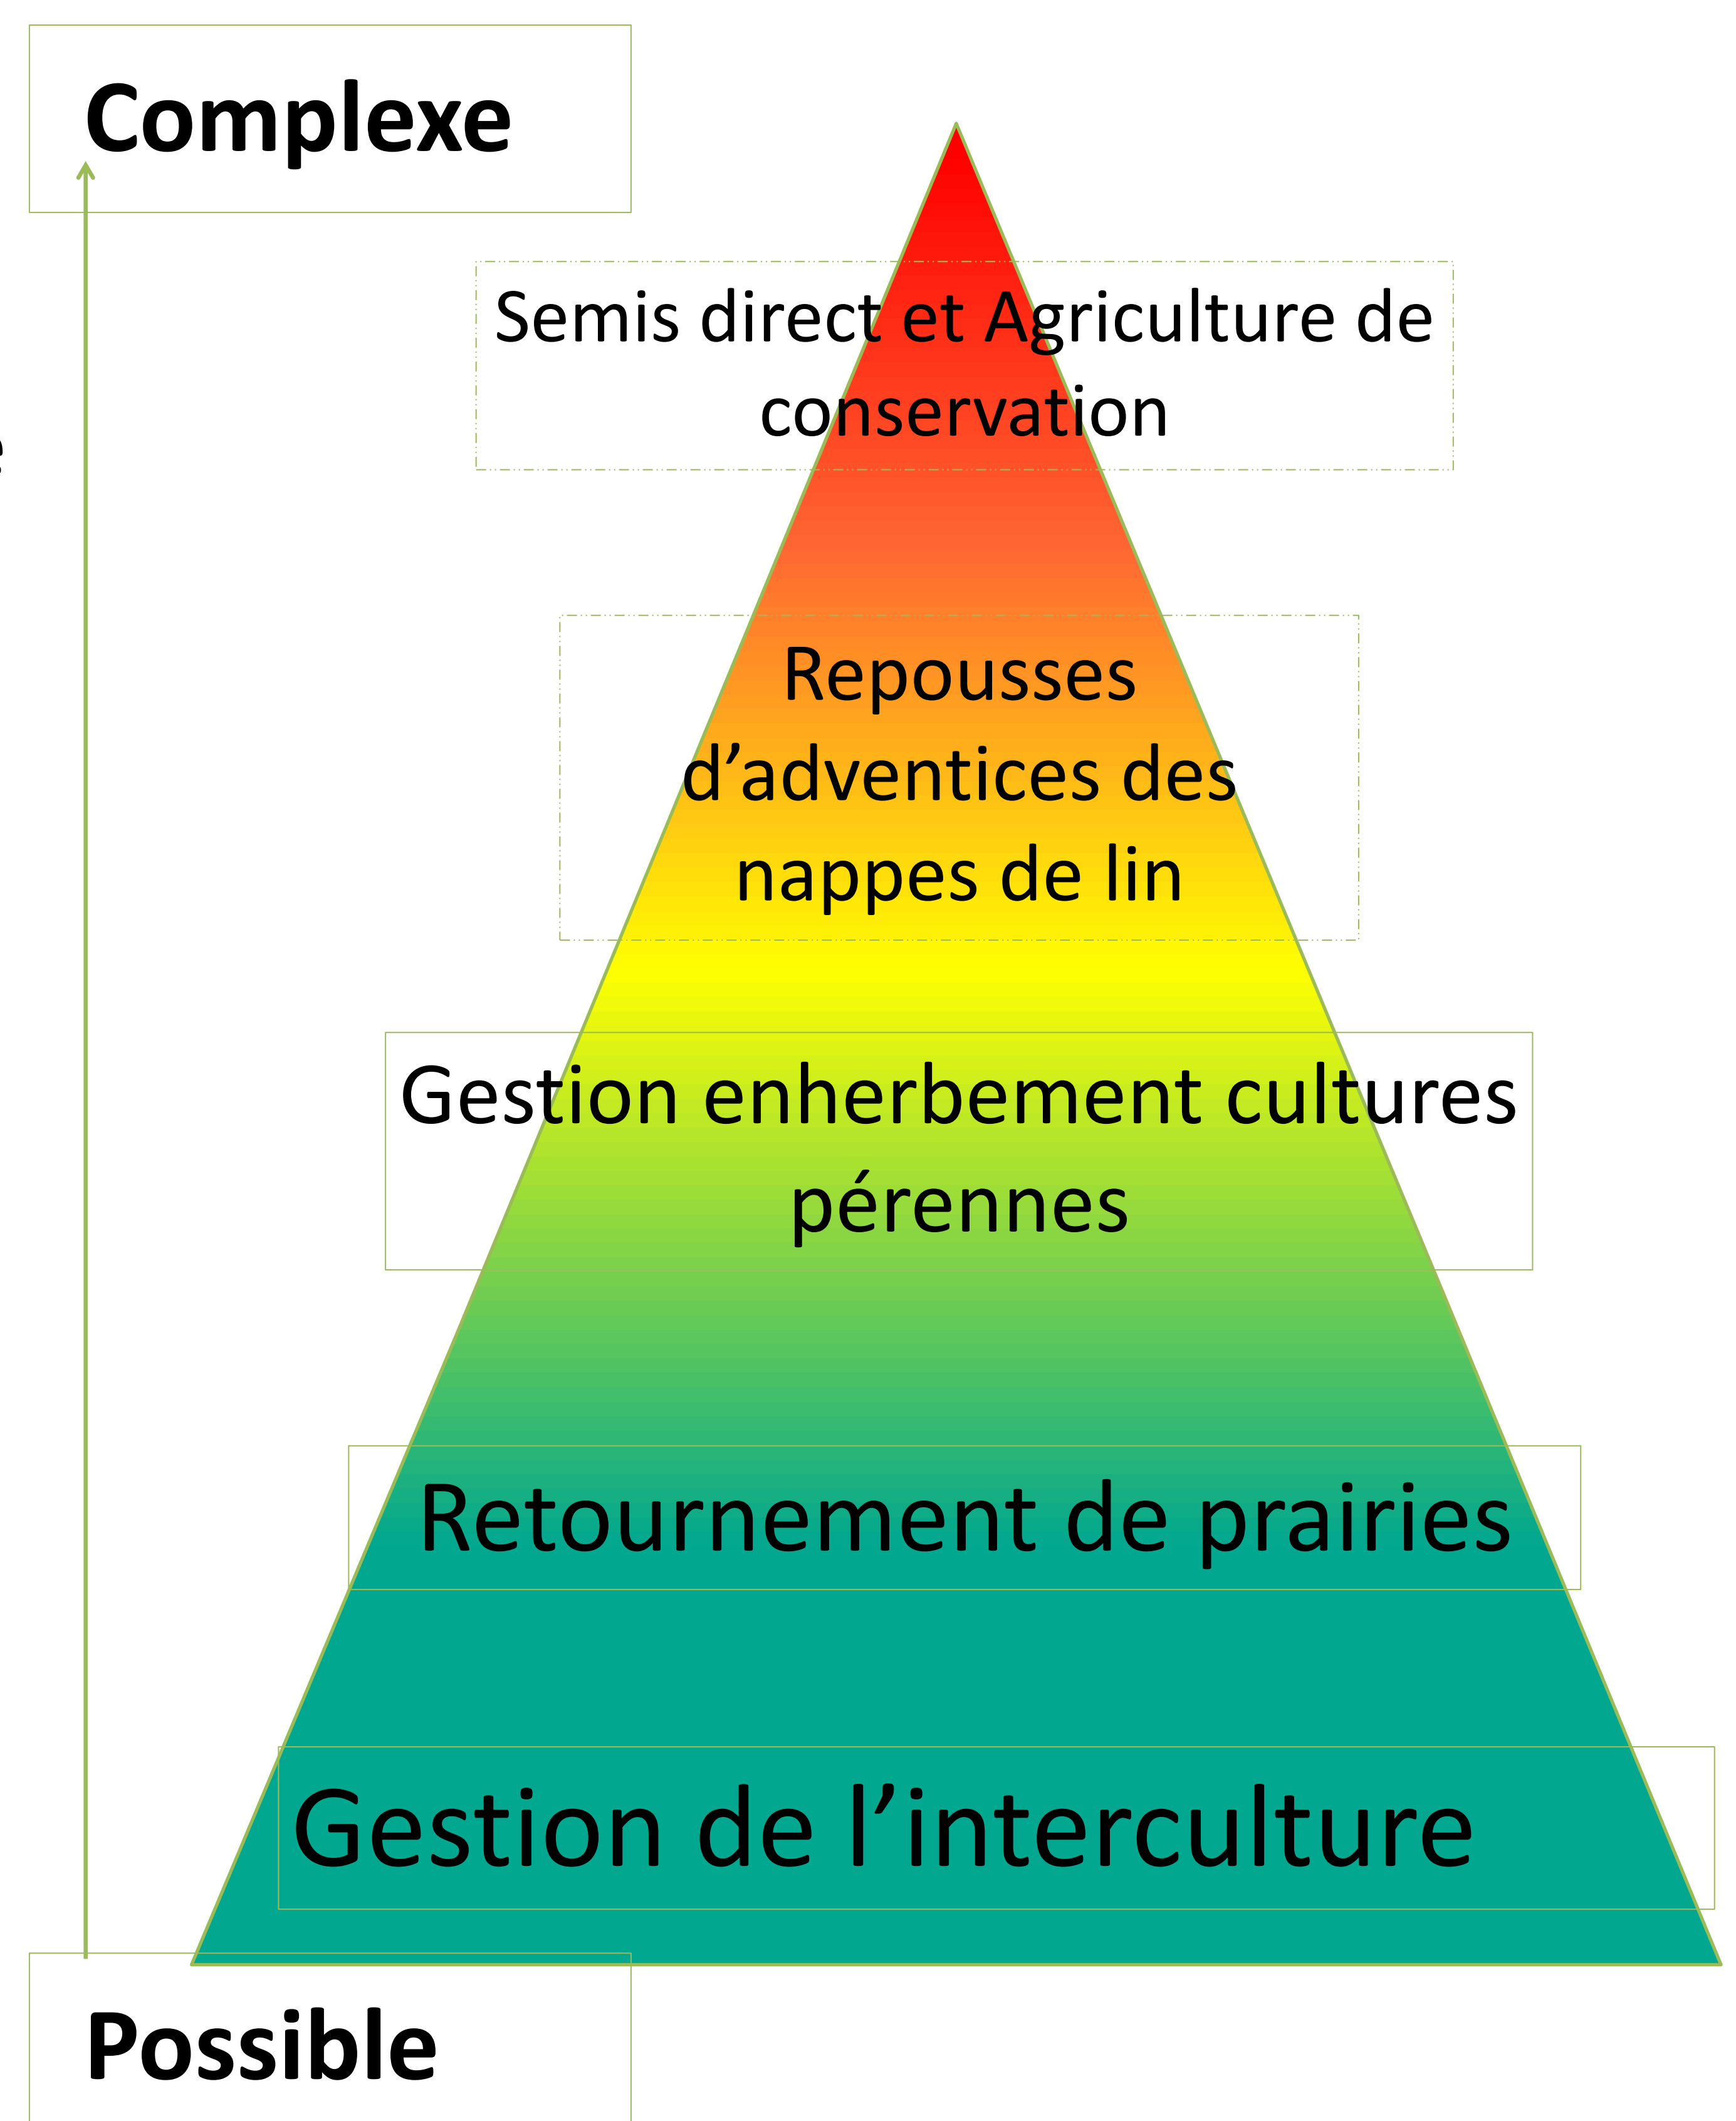 Complexe
Semis direct et Agriculture de
conservation
Repousses
d’adventices des
nappes de lin
Gestion enherbement cultures
pérennes
Retournement de prairies
Gestion de l’interculture
Possible